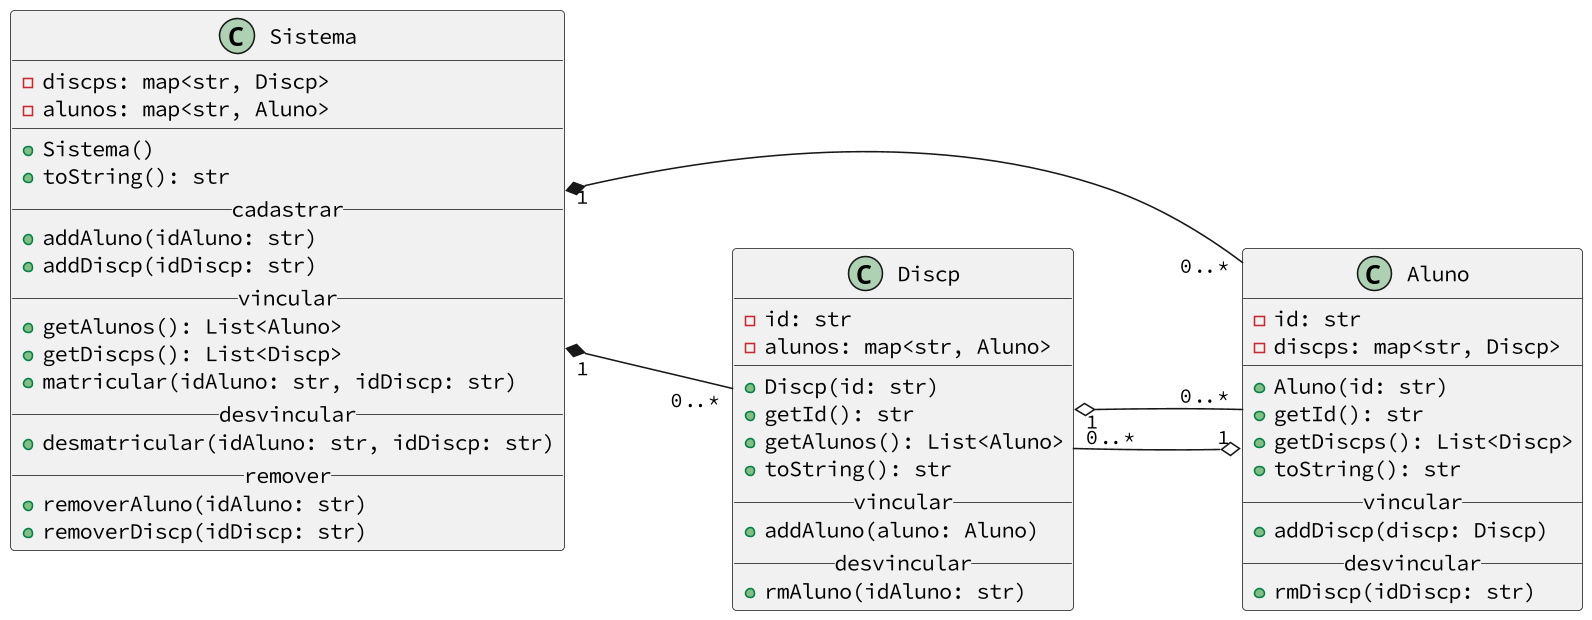 C Sistema
discps: map<str, Discp>
alunos: map<str, Aluno>
Sistema()
toString(): str
cadastrar
addAluno(idAluno: str)
addDiscp(idDiscp: str)
vincular
getAlunos(): List<Aluno>
getDiscps(): List<Discp>
matricular(idAluno: str, idDiscp: str)
desvincular
desmatricular(idAluno: str, idDiscp: str)
remover
removerAluno(idAluno: str)
removerDiscp(idDiscp: str)
1
0..*
1
0..*
C Discp
id: str
alunos: map<str, Aluno>
Discp(id: str)
getId(): str
getAlunos(): List<Aluno>
toString(): str
vincular
addAluno(aluno: Aluno)
desvincular
rmAluno(idAluno: str)
1
0..*
0..*
1
C Aluno
id: str
discps: map<str, Discp>
Aluno(id: str)
getId(): str
getDiscps(): List<Discp>
toString(): str
vincular
addDiscp(discp: Discp)
desvincular
rmDiscp(idDiscp: str)